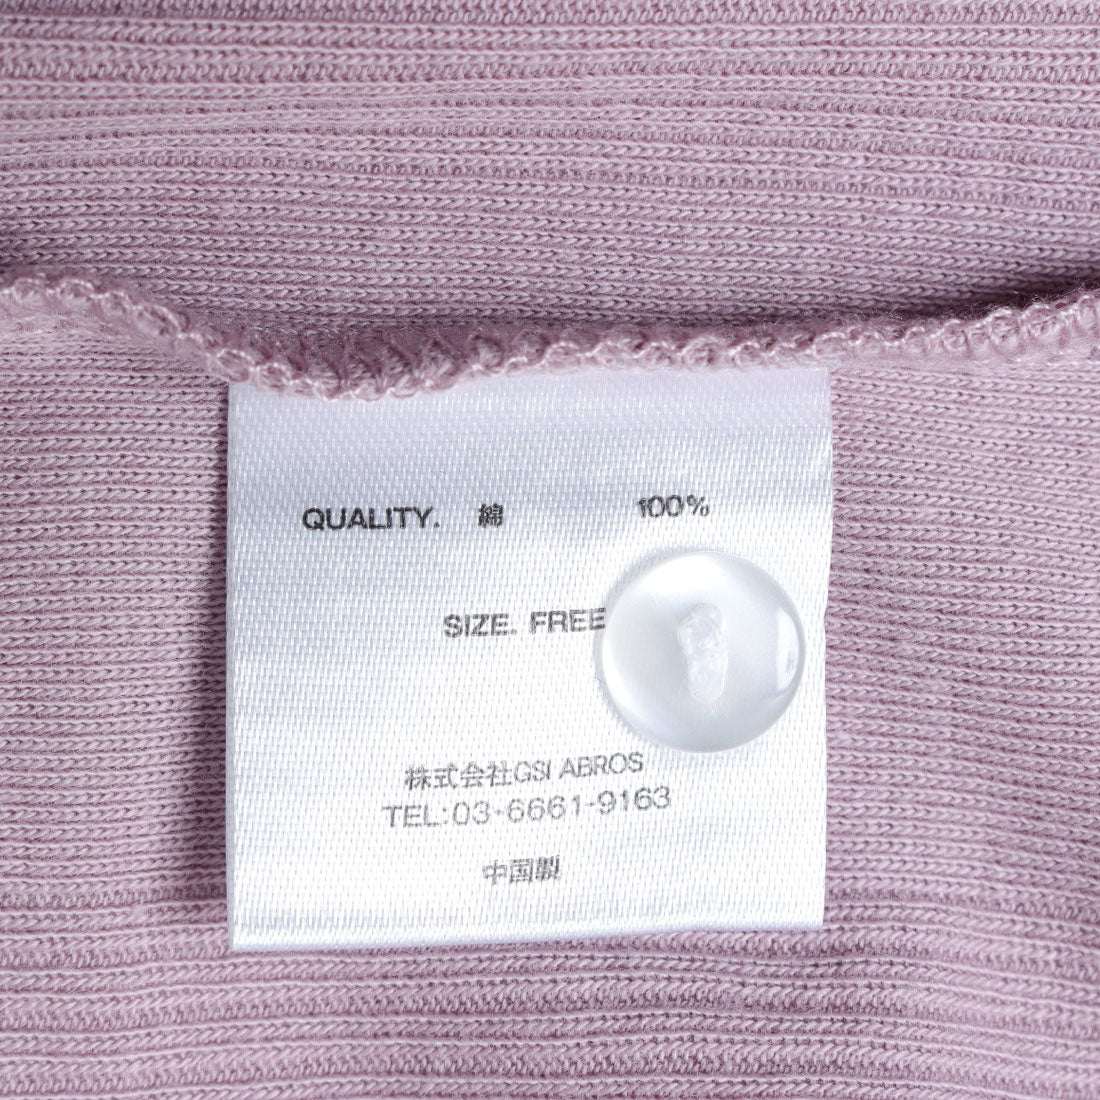 QUALITY. 綿 100%
SIZE. FREE
株式会社GSI ABROS
TEL:03-6661-9163
中国製